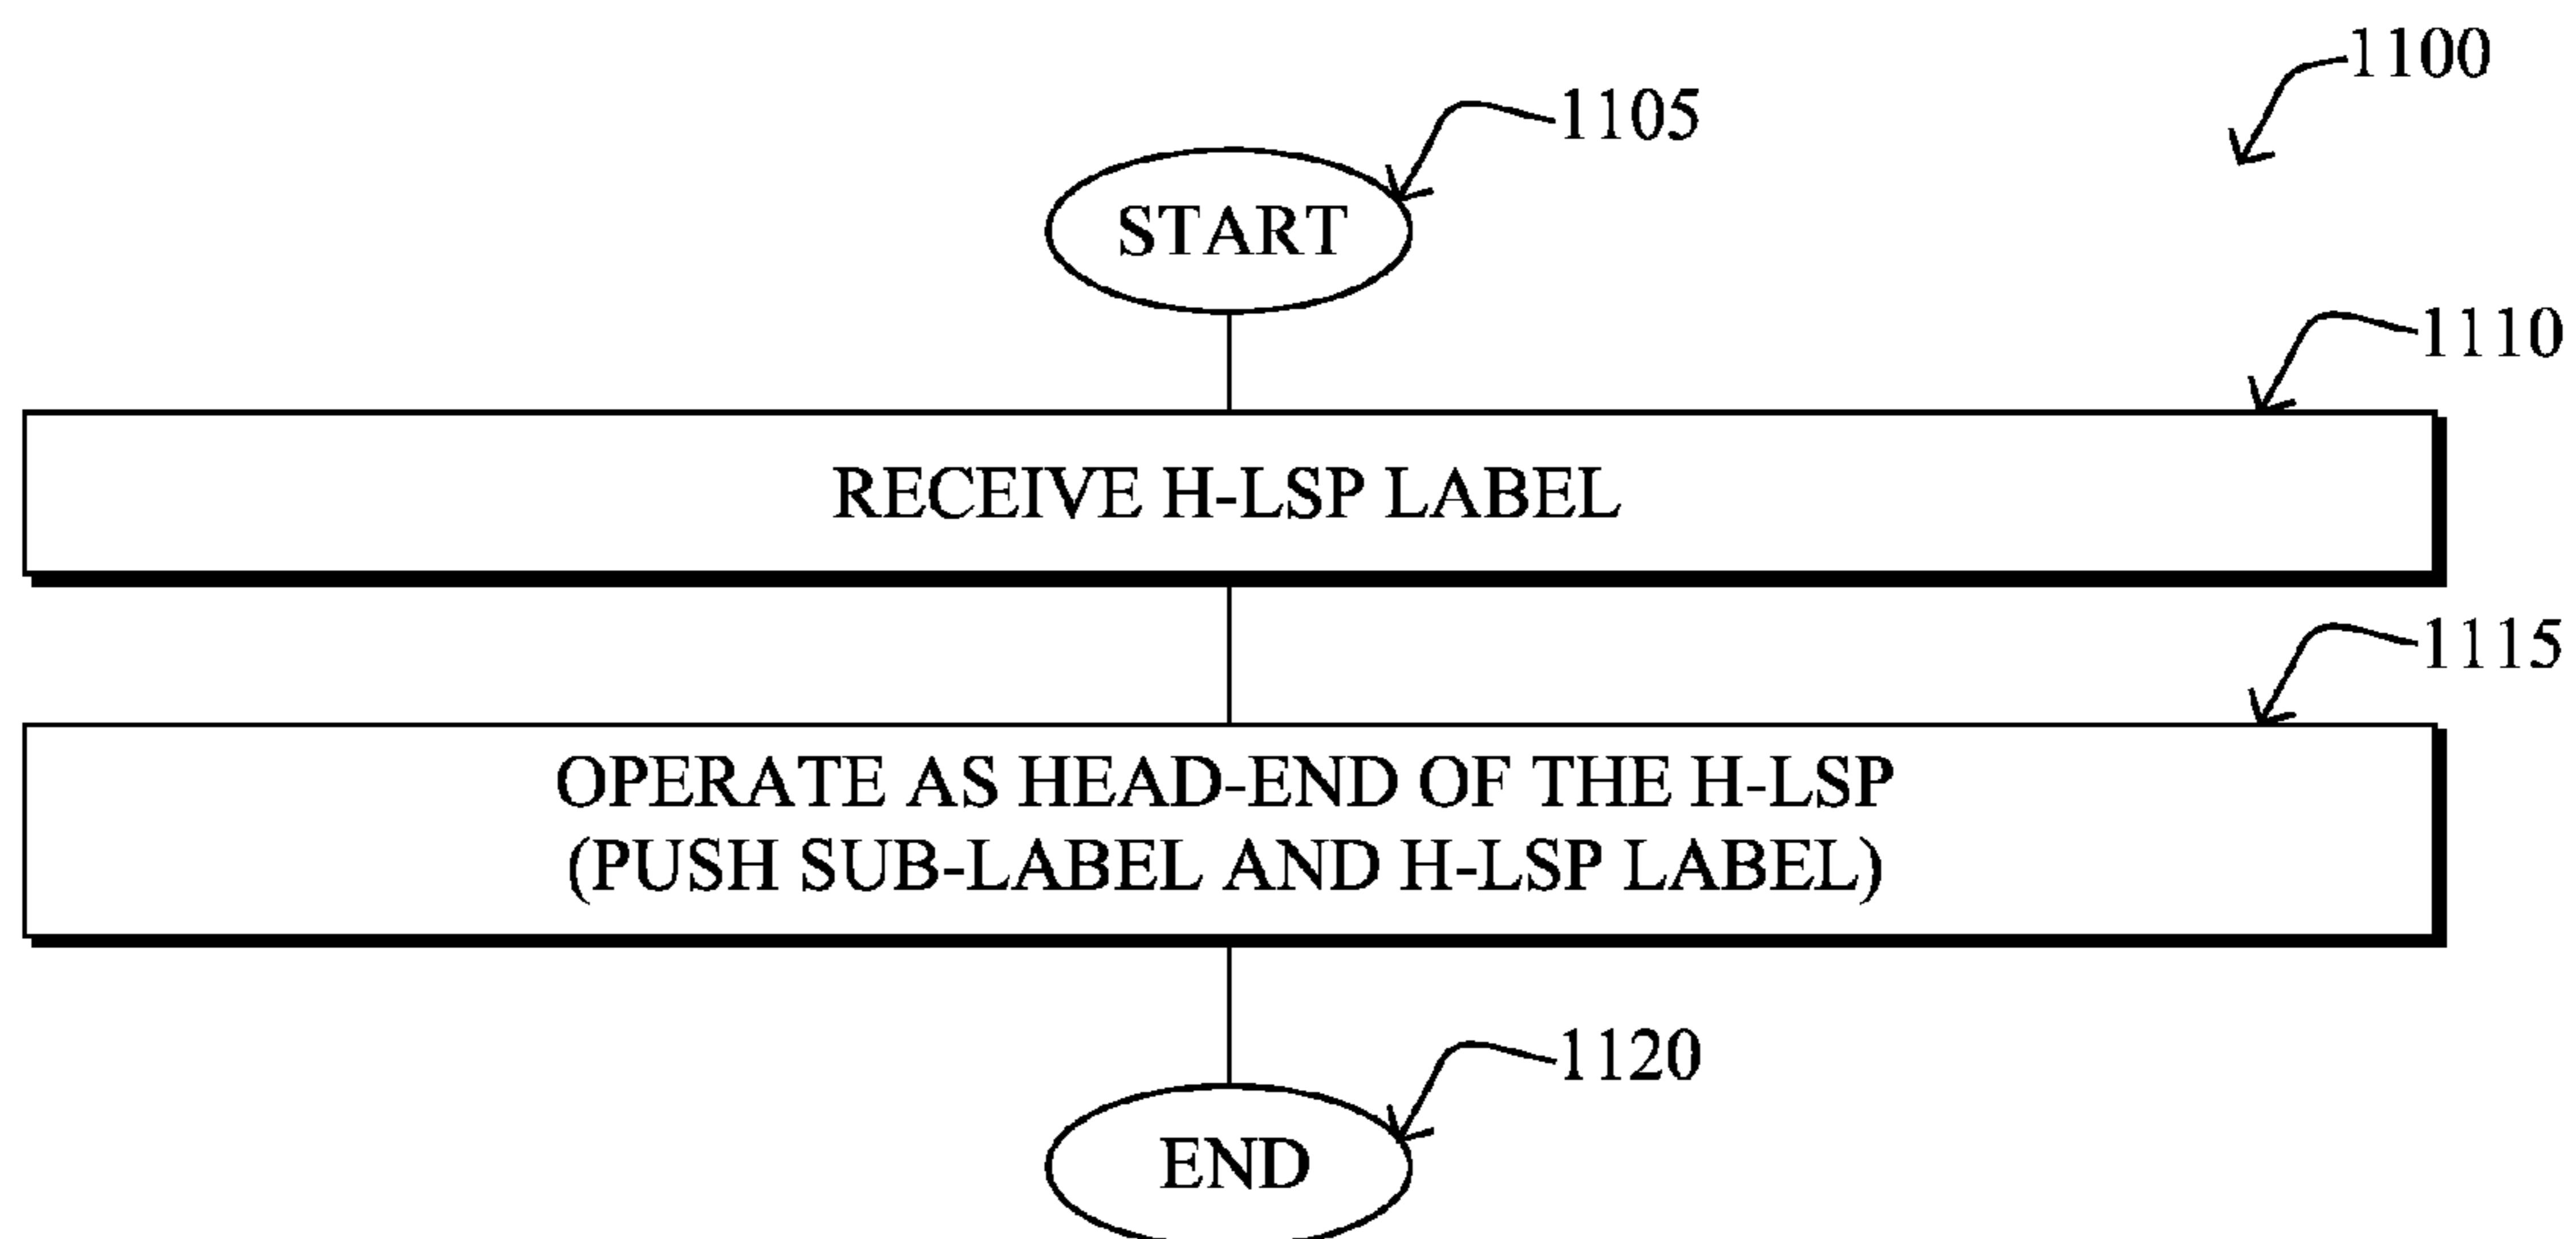 1100
1105
START
1110
RECEIVE H-LSP LABEL
1115
OPERATE AS HEAD-END OF THE H-LSP
(PUSH SUB-LABEL AND H-LSP LABEL)
1120
END